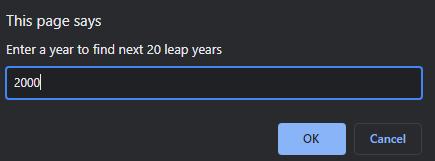 This page says
Enter a year to find next 20 leap years
2000
OK
Cancel